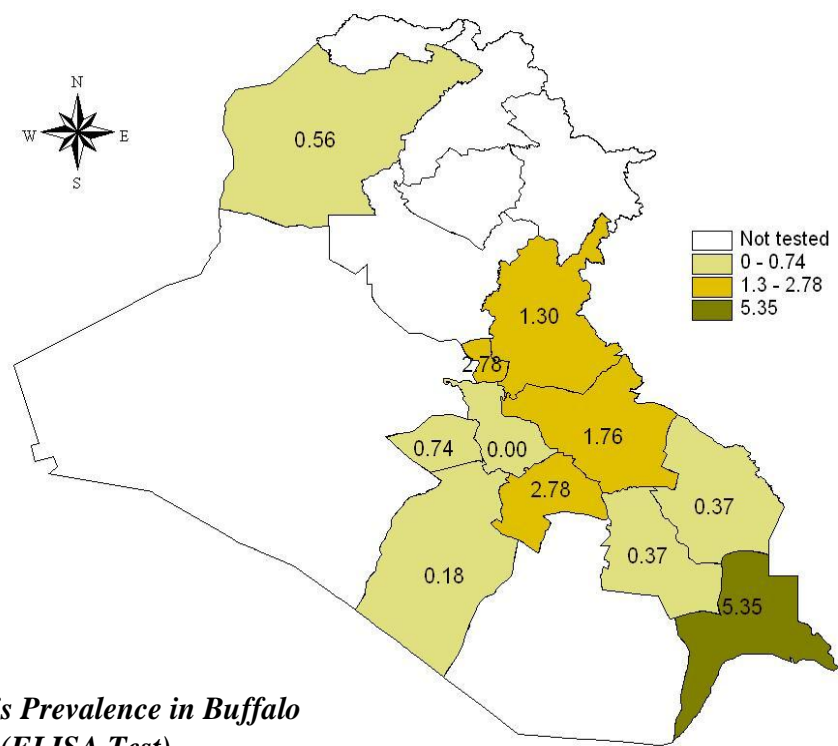 N
W E
S
0.56
Not tested
0 - 0.74
1.3 - 2.78
5.35
1.30
2.78
1.76
0.74
0.00
2.78
0.37
0.37
0.18
5.35
Prevalence in Buffalo
(ELISA Test)